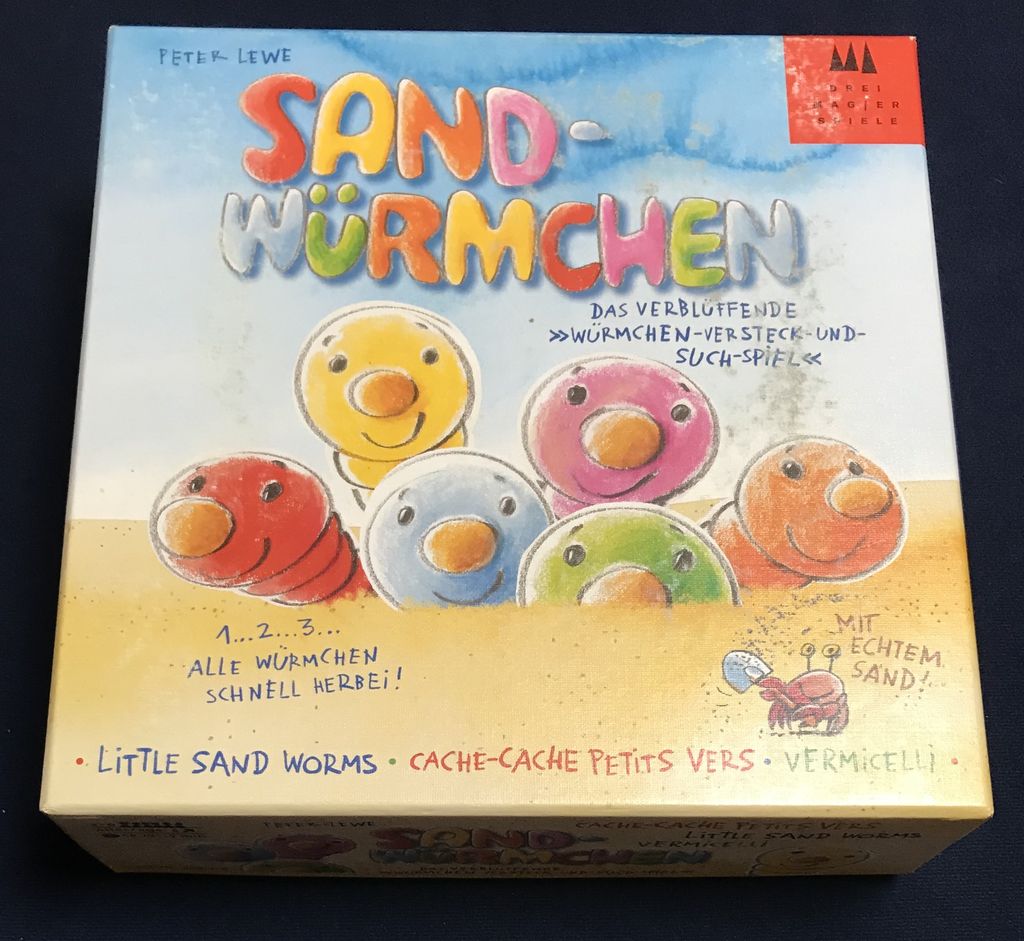 PETER LEWE
SAND-
WÜRMCHEN
DREI
MAGIER
SPIELE
DAS VERBLÜFFENDE
»WÜRMCHEN-VERSTECK-UND-
SUCH-SPIEL«
1...2...3...
ALLE WÜRMCHEN
SCHNELL HERBEI!
MIT
ECHTEM
SAND!
• LITTLE SAND WORMS • CACHE-CACHE PETITS VERS • VERMICELLI •
PETER LEWE
SAND-
WÜRMCHEN
CACHE-CACHE PETITS VERS
LITTLE SAND WORMS
VERMICELLI